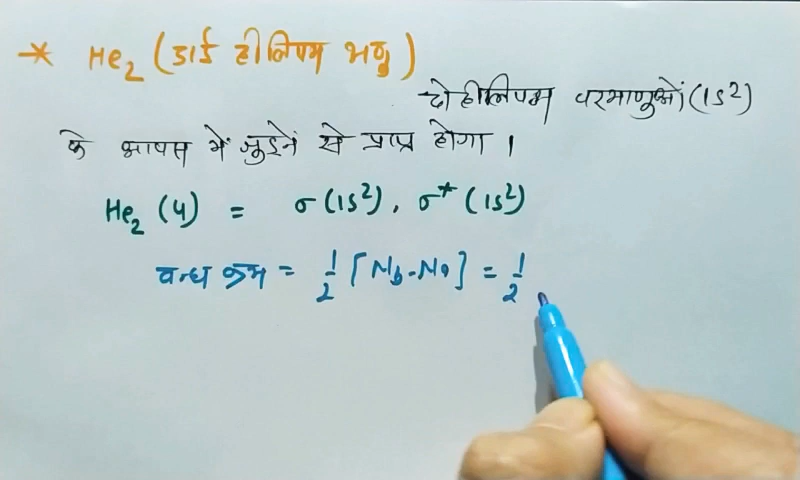 * He₂ (डाई हीलियम अणु)
दो हीलियम परमाणुओं (1s²)
के आपस में जुड़नें से प्राप्त होगा ।
He₂ (4) = σ(1s²), σ*(1s²)
बन्ध क्रम = 1/2 [Nb-Na] = 1/2